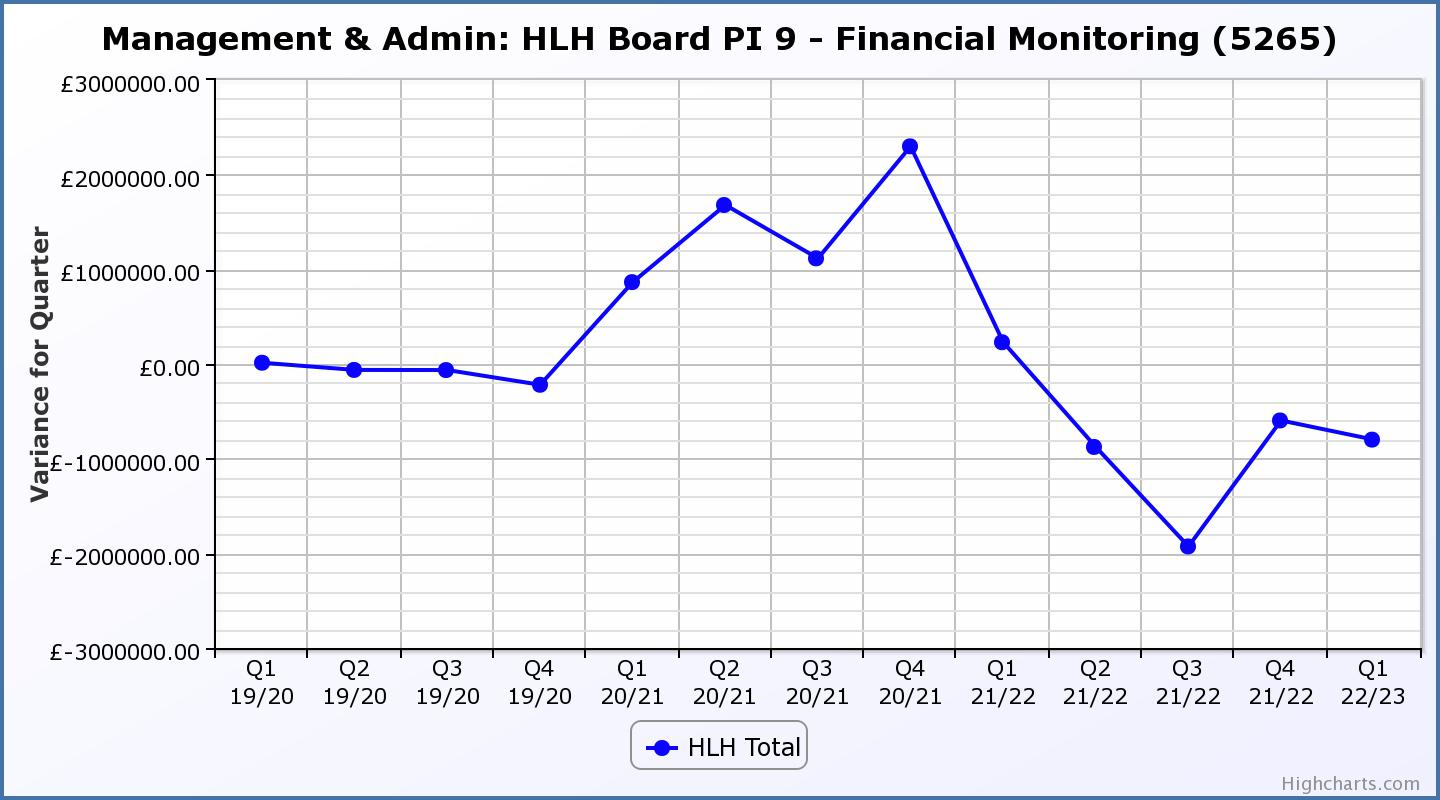 Management & Admin: HLH Board PI 9 - Financial Monitoring (5265)
Variance for Quarter
£3000000.00
£2000000.00
£1000000.00
£0.00
£-1000000.00
£-2000000.00
£-3000000.00
Q1 Q2 Q3 Q4 Q1 Q2 Q3 Q4 Q1 Q2 Q3 Q4 Q1
19/20 19/20 19/20 19/20 20/21 20/21 20/21 20/21 21/22 21/22 21/22 21/22 22/23
HLH Total
Highcharts.com